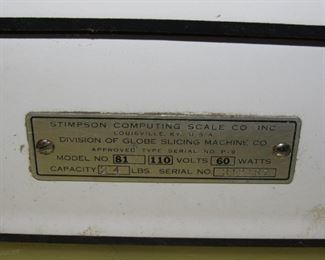 STIMPSON COMPUTING SCALE CO. INC.
LOUISVILLE, KY. U.S.A.
DIVISION OF GLOBE SLICING MACHINE CO.
APPROVED TYPE SERIAL NO. P-9
MODEL NO 81 110 VOLTS 60 WATTS
CAPACITY LBS. SERIAL NO.